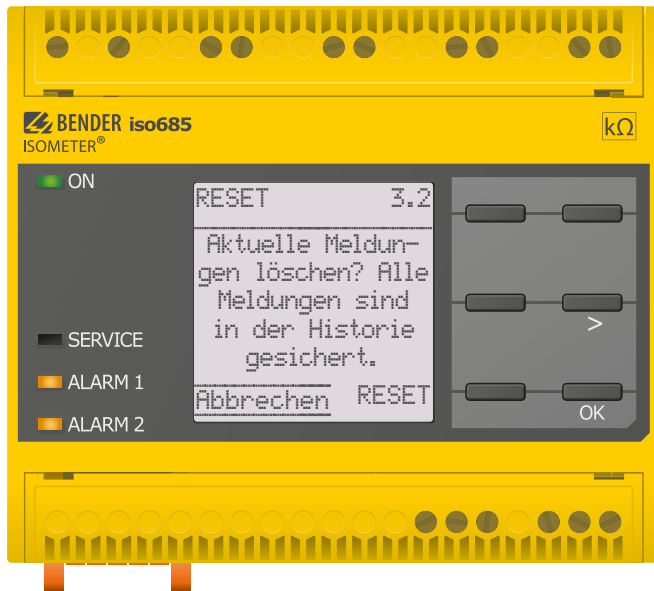 BENDER iso685
ISOMETER®
kΩ
ON
RESET 3.2
Aktuelle Meldun-
gen löschen? Alle
Meldungen sind
in der Historie
gesichert.
Abbrechen RESET
>
OK
SERVICE
ALARM 1
ALARM 2